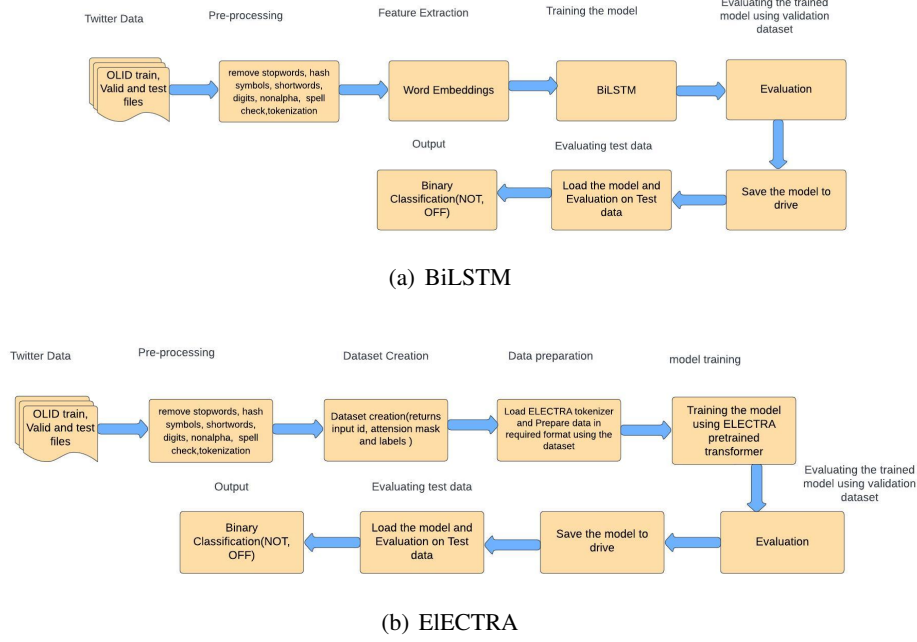 Twitter Data
Pre-processing
Feature Extraction
Training the model
Evaluating the trained
model using validation
dataset
OLID train,
Valid and test
files
remove stopwords, hash
symbols, shortwords,
digits, nonalpha, spell
check,tokenization
Word Embeddings
BiLSTM
Evaluation
Output
Evaluating test data
Binary
Classification(NOT,
OFF)
Load the model and
Evaluation on Test
data
Save the model to
drive
(a) BiLSTM
Twitter Data
Pre-processing
Dataset Creation
Data preparation
model training
OLID train,
Valid and test
files
remove stopwords, hash
symbols, shortwords,
digits, nonalpha, spell
check,tokenization
Dataset creation(returns
input id, attension mask
and labels )
Load ELECTRA tokenizer
and Prepare data in
required format using the
dataset
Training the model
using ELECTRA
pretrained
transformer
Evaluating the trained
model using validation
dataset
Output
Evaluating test data
Binary
Classification(NOT,
OFF)
Load the model and
Evaluation on Test
data
Save the model to
drive
Evaluation
(b) ElECTRA